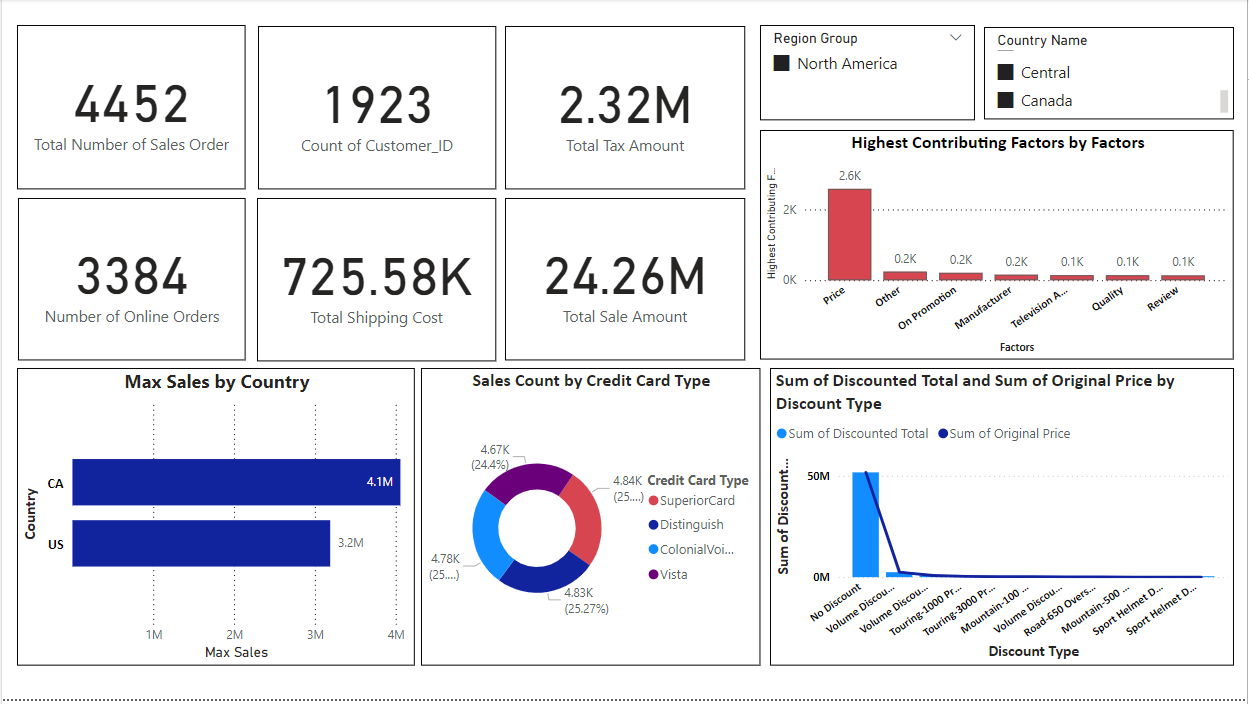 4452
Total Number of Sales Order
1923
Count of Customer_ID
2.32M
Total Tax Amount
3384
Number of Online Orders
725.58K
Total Shipping Cost
24.26M
Total Sale Amount
Region Group
North America
Country Name
Central
Canada
Highest Contributing Factors by Factors
Highest Contributing F...
2K
0K
2.6K
0.2K
0.2K
0.2K
0.1K
0.1K
0.1K
Price
Other
On Promotion
Manufacturer
Television A...
Quality
Review
Factors
Max Sales by Country
Country
CA
4.1M
US
3.2M
1M
2M
3M
4M
Max Sales
Sales Count by Credit Card Type
4.67K
(24.4%)
4.84K
(25....)
4.78K
(25....)
4.83K
(25.27%)
Credit Card Type
SuperiorCard
Distinguish
ColonialVoi...
Vista
Sum of Discounted Total and Sum of Original Price by
Discount Type
Sum of Discounted Total
Sum of Original Price
Sum of Discount...
50M
0M
No Discount
Volume Discou...
Volume Discou...
Touring-1000 Pr...
Touring-3000 Pr...
Mountain-100 ...
Volume Discou...
Road-650 Overs...
Mountain-500 ...
Sport Helmet D...
Sport Helmet D...
Discount Type